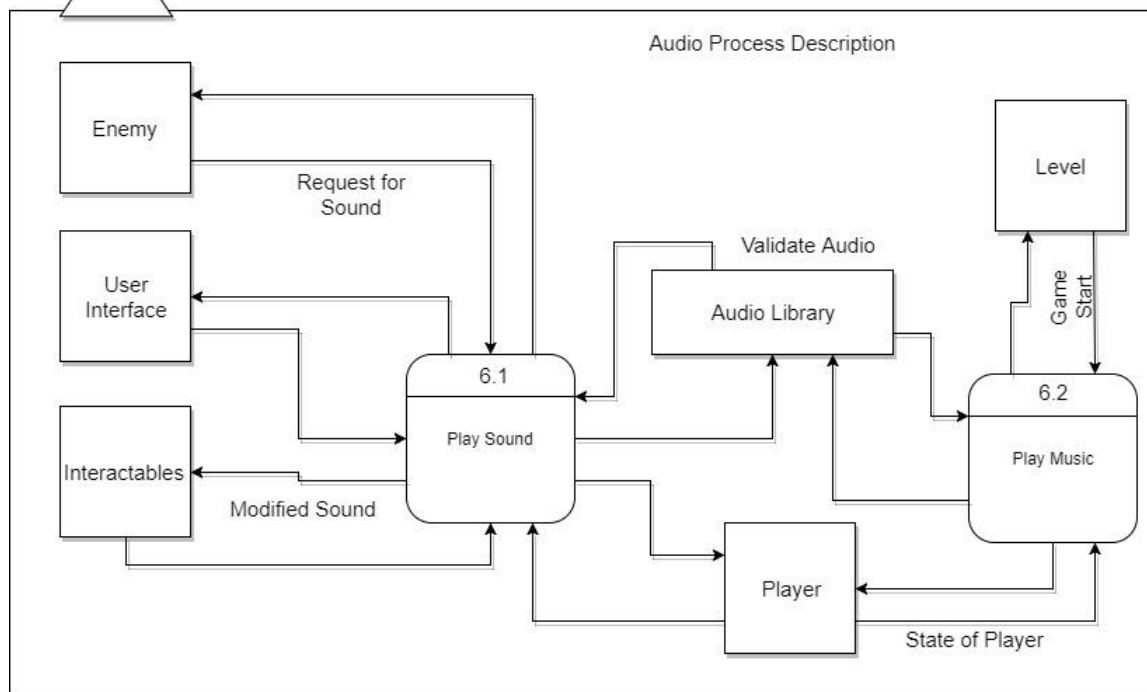 Audio Process Description
Enemy
Request for
Sound
Level
User
Interface
Validate Audio
Audio Library
Game
Start
6.1
Play Sound
6.2
Play Music
Interactables
Modified Sound
Player
State of Player